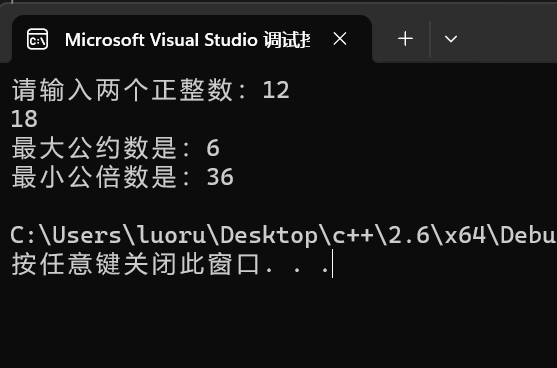 Microsoft Visual Studio 调试
请输入两个正整数：12
18
最大公约数是：6
最小公倍数是：36
C:\Users\luoru\Desktop\c++\2.6\x64\Debu
按任意键关闭此窗口. . .